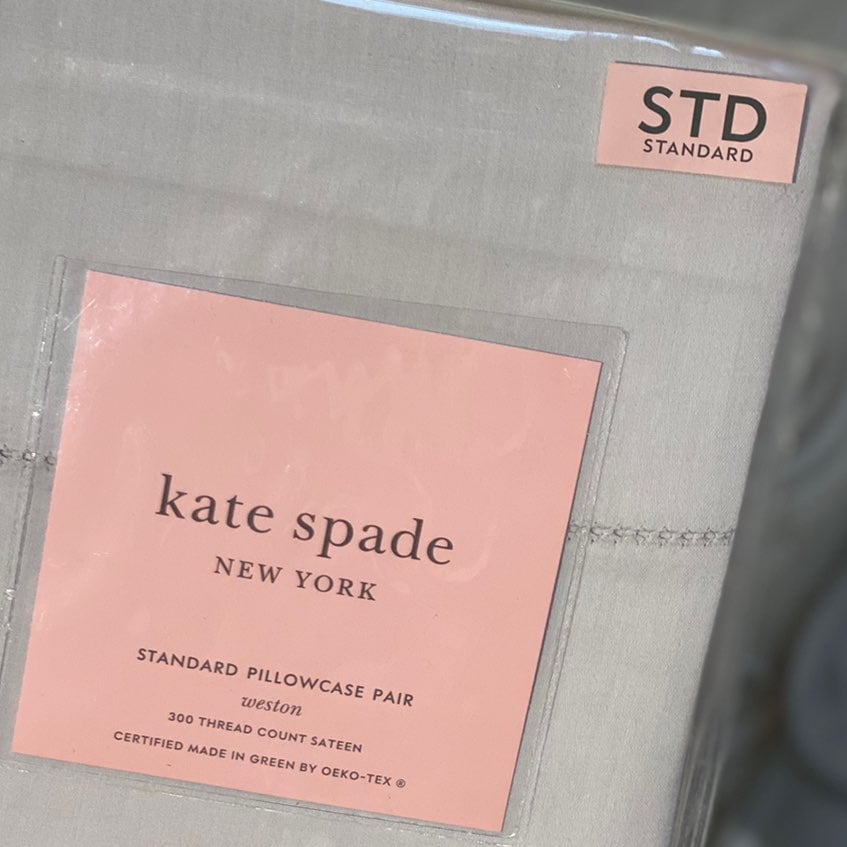 STD
STANDARD
kate spade
NEW YORK
STANDARD PILLOWCASE PAIR
weston
300 THREAD COUNT SATEEN
CERTIFIED MADE IN GREEN BY OEKO-TEX ®